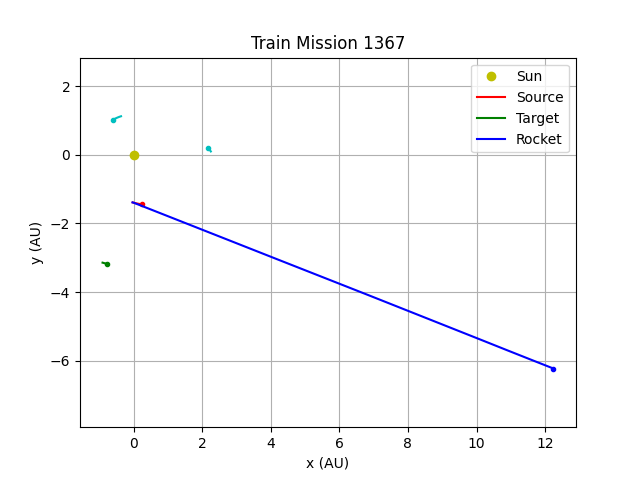 Train Mission 1367
Sun
Source
Target
Rocket
2
0
−2
−4
−6
y (AU)
0
2
4
6
8
10
12
x (AU)